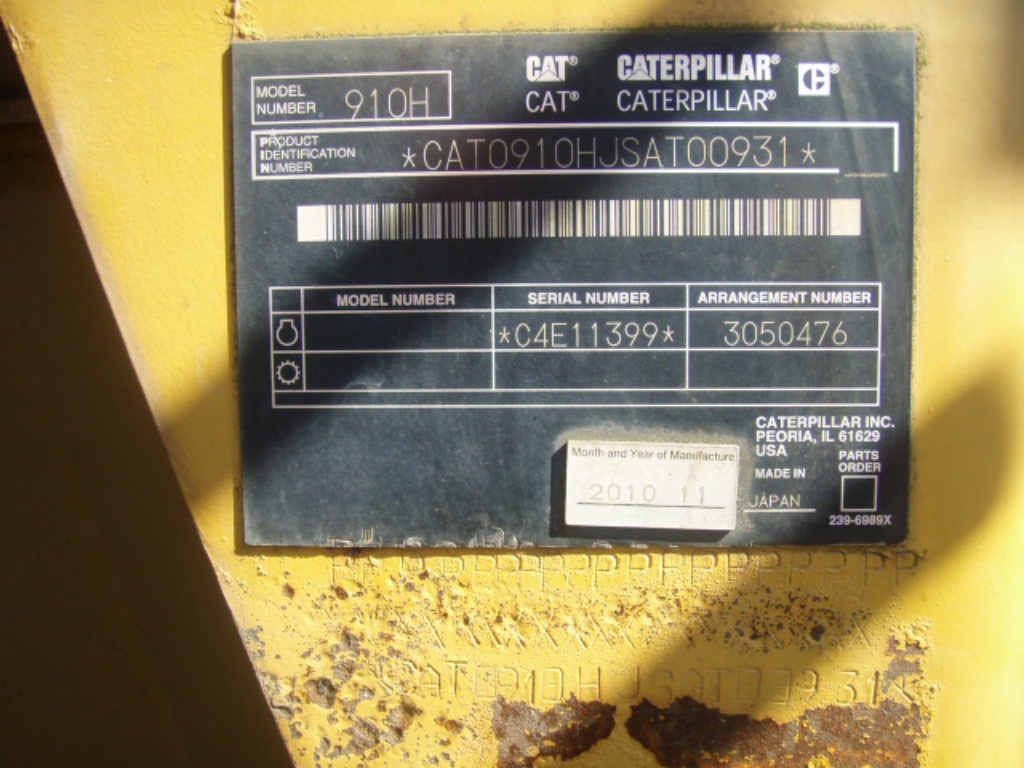 CAT® CATERPILLAR® C®
CAT® CATERPILLAR®
MODEL NUMBER 910H
PRODUCT IDENTIFICATION NUMBER *CAT0910HJSAT00931*
MODEL NUMBER SERIAL NUMBER ARRANGEMENT NUMBER
*C4E11399* 3050476
CATERPILLAR INC.
PEORIA, IL 61629
USA
Month and Year of Manufacture
2010 11
MADE IN
JAPAN
PARTS
ORDER
239-6989X
*CAT0910HJSAT00931*